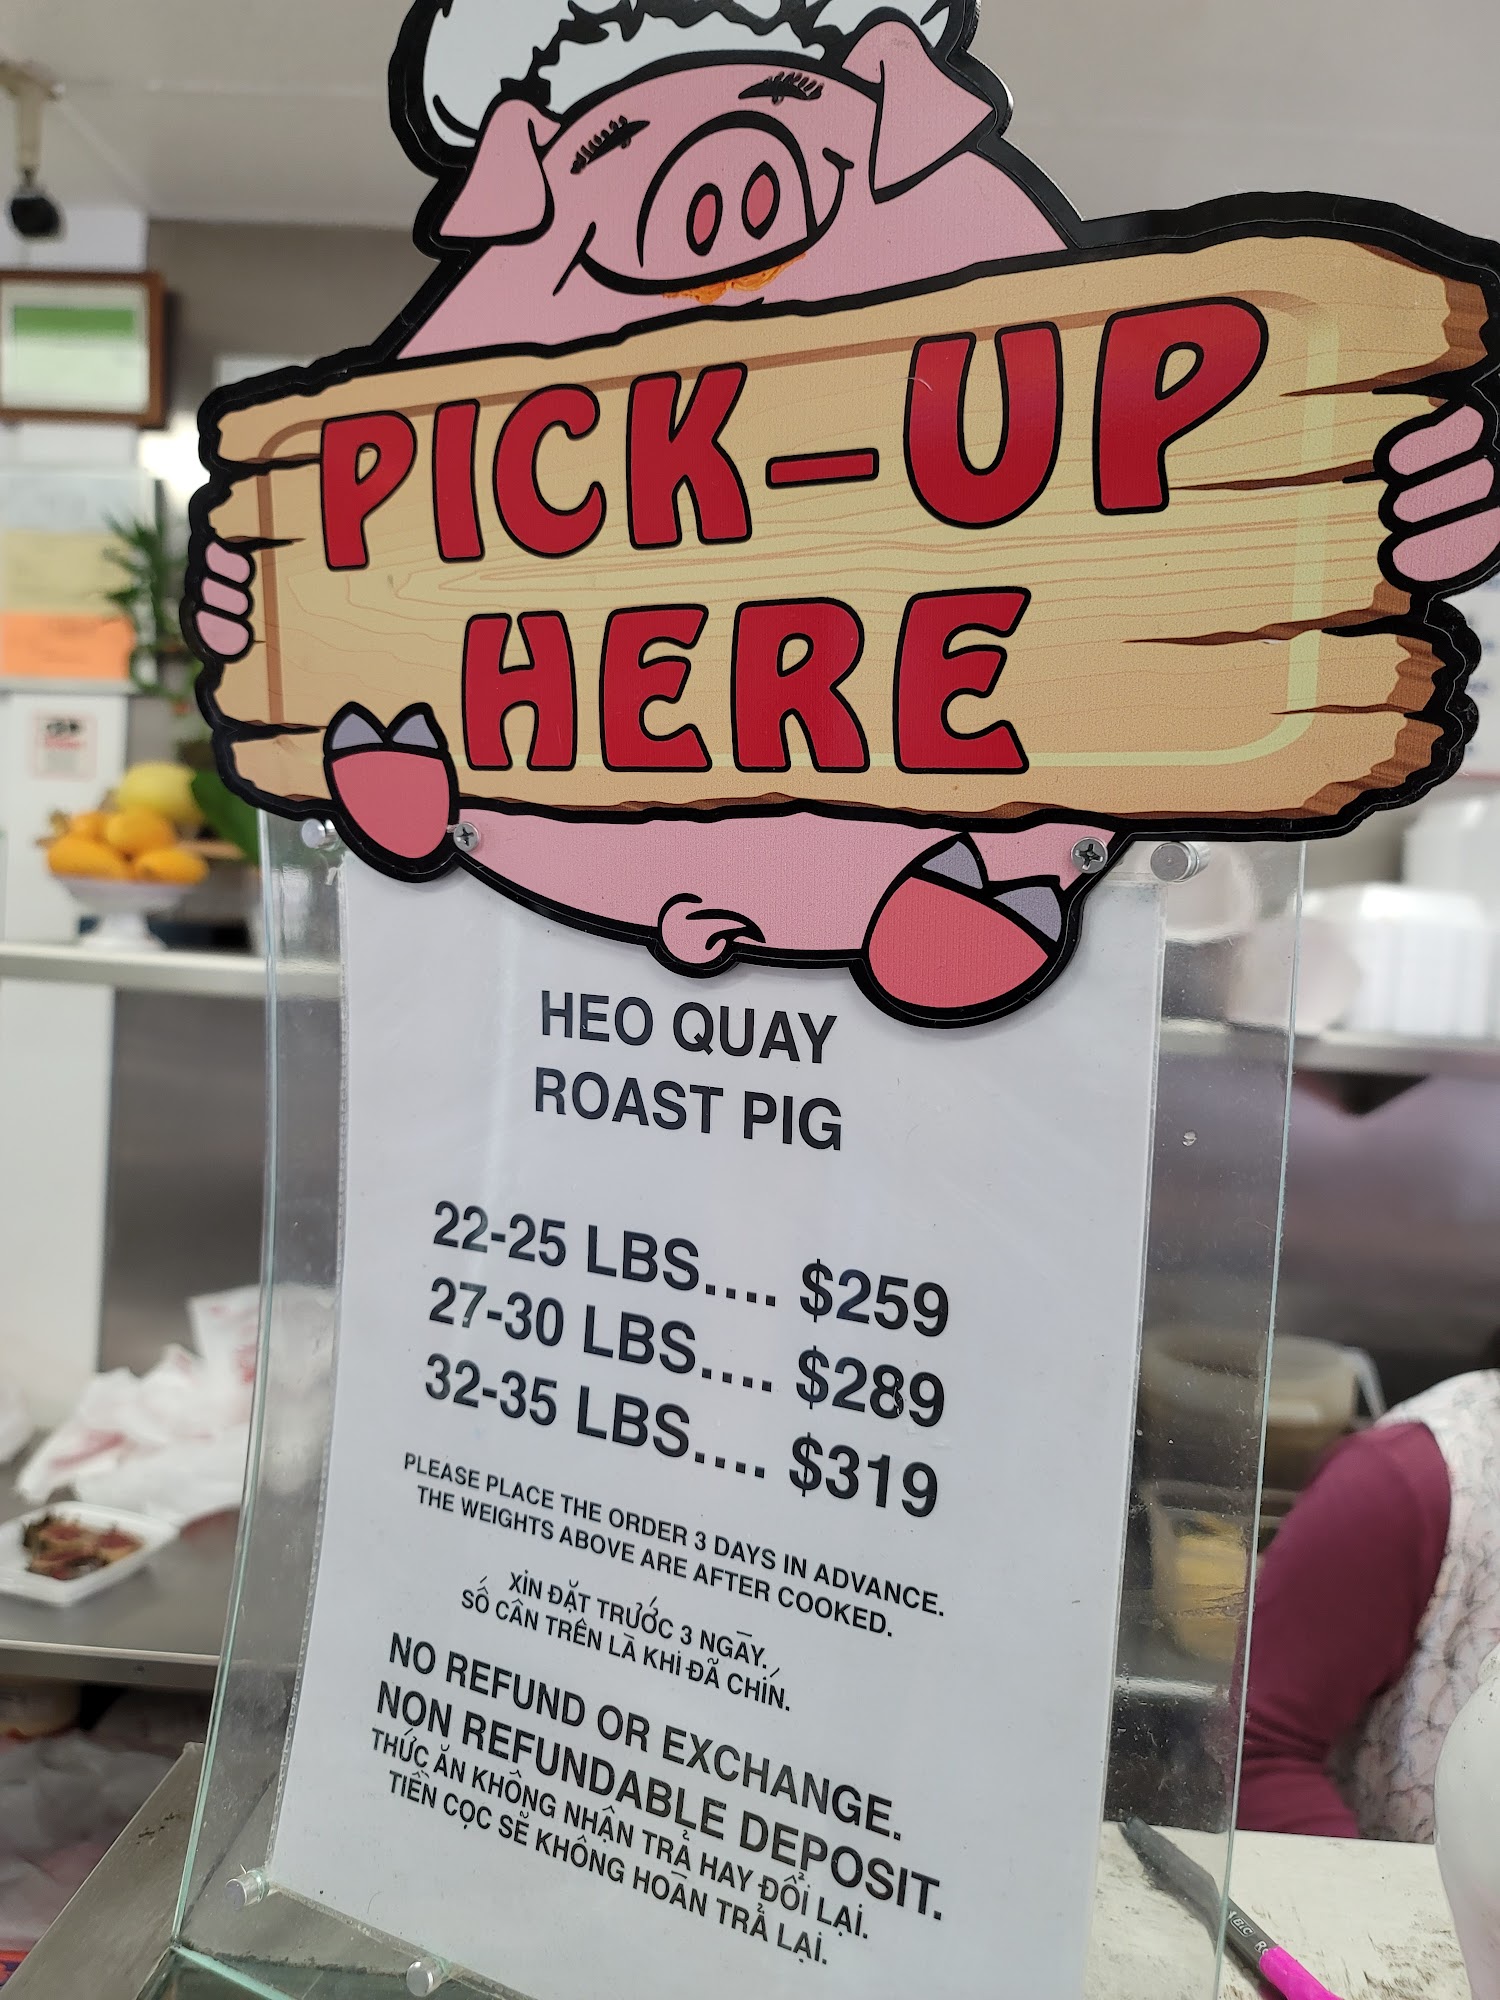 PICK-UP
HERE
HEO QUAY
ROAST PIG
22-25 LBS.... $259
27-30 LBS.... $289
32-35 LBS.... $319
PLEASE PLACE THE ORDER 3 DAYS IN ADVANCE.
THE WEIGHTS ABOVE ARE AFTER COOKED.
XIN ĐẶT TRƯỚC 3 NGÀY.
SỐ CÂN TRÊN LÀ KHI ĐÃ CHÍN.
NO REFUND OR EXCHANGE.
NON REFUNDABLE DEPOSIT.
THỨC ĂN KHÔNG NHẬN TRẢ HAY ĐỔI LẠI.
TIỀN CỌC SẼ KHÔNG HOÀN TRẢ LẠI.
BIC